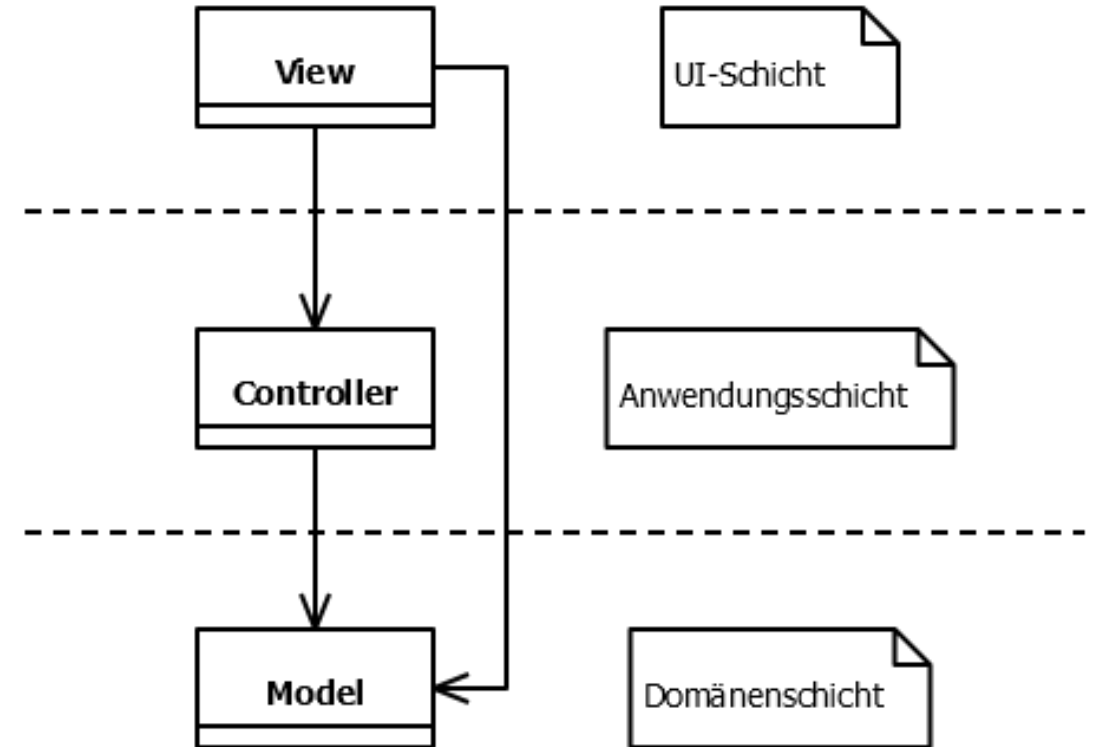 View
UI-Schicht
Controller
Anwendungsschicht
Model
Domänenschicht